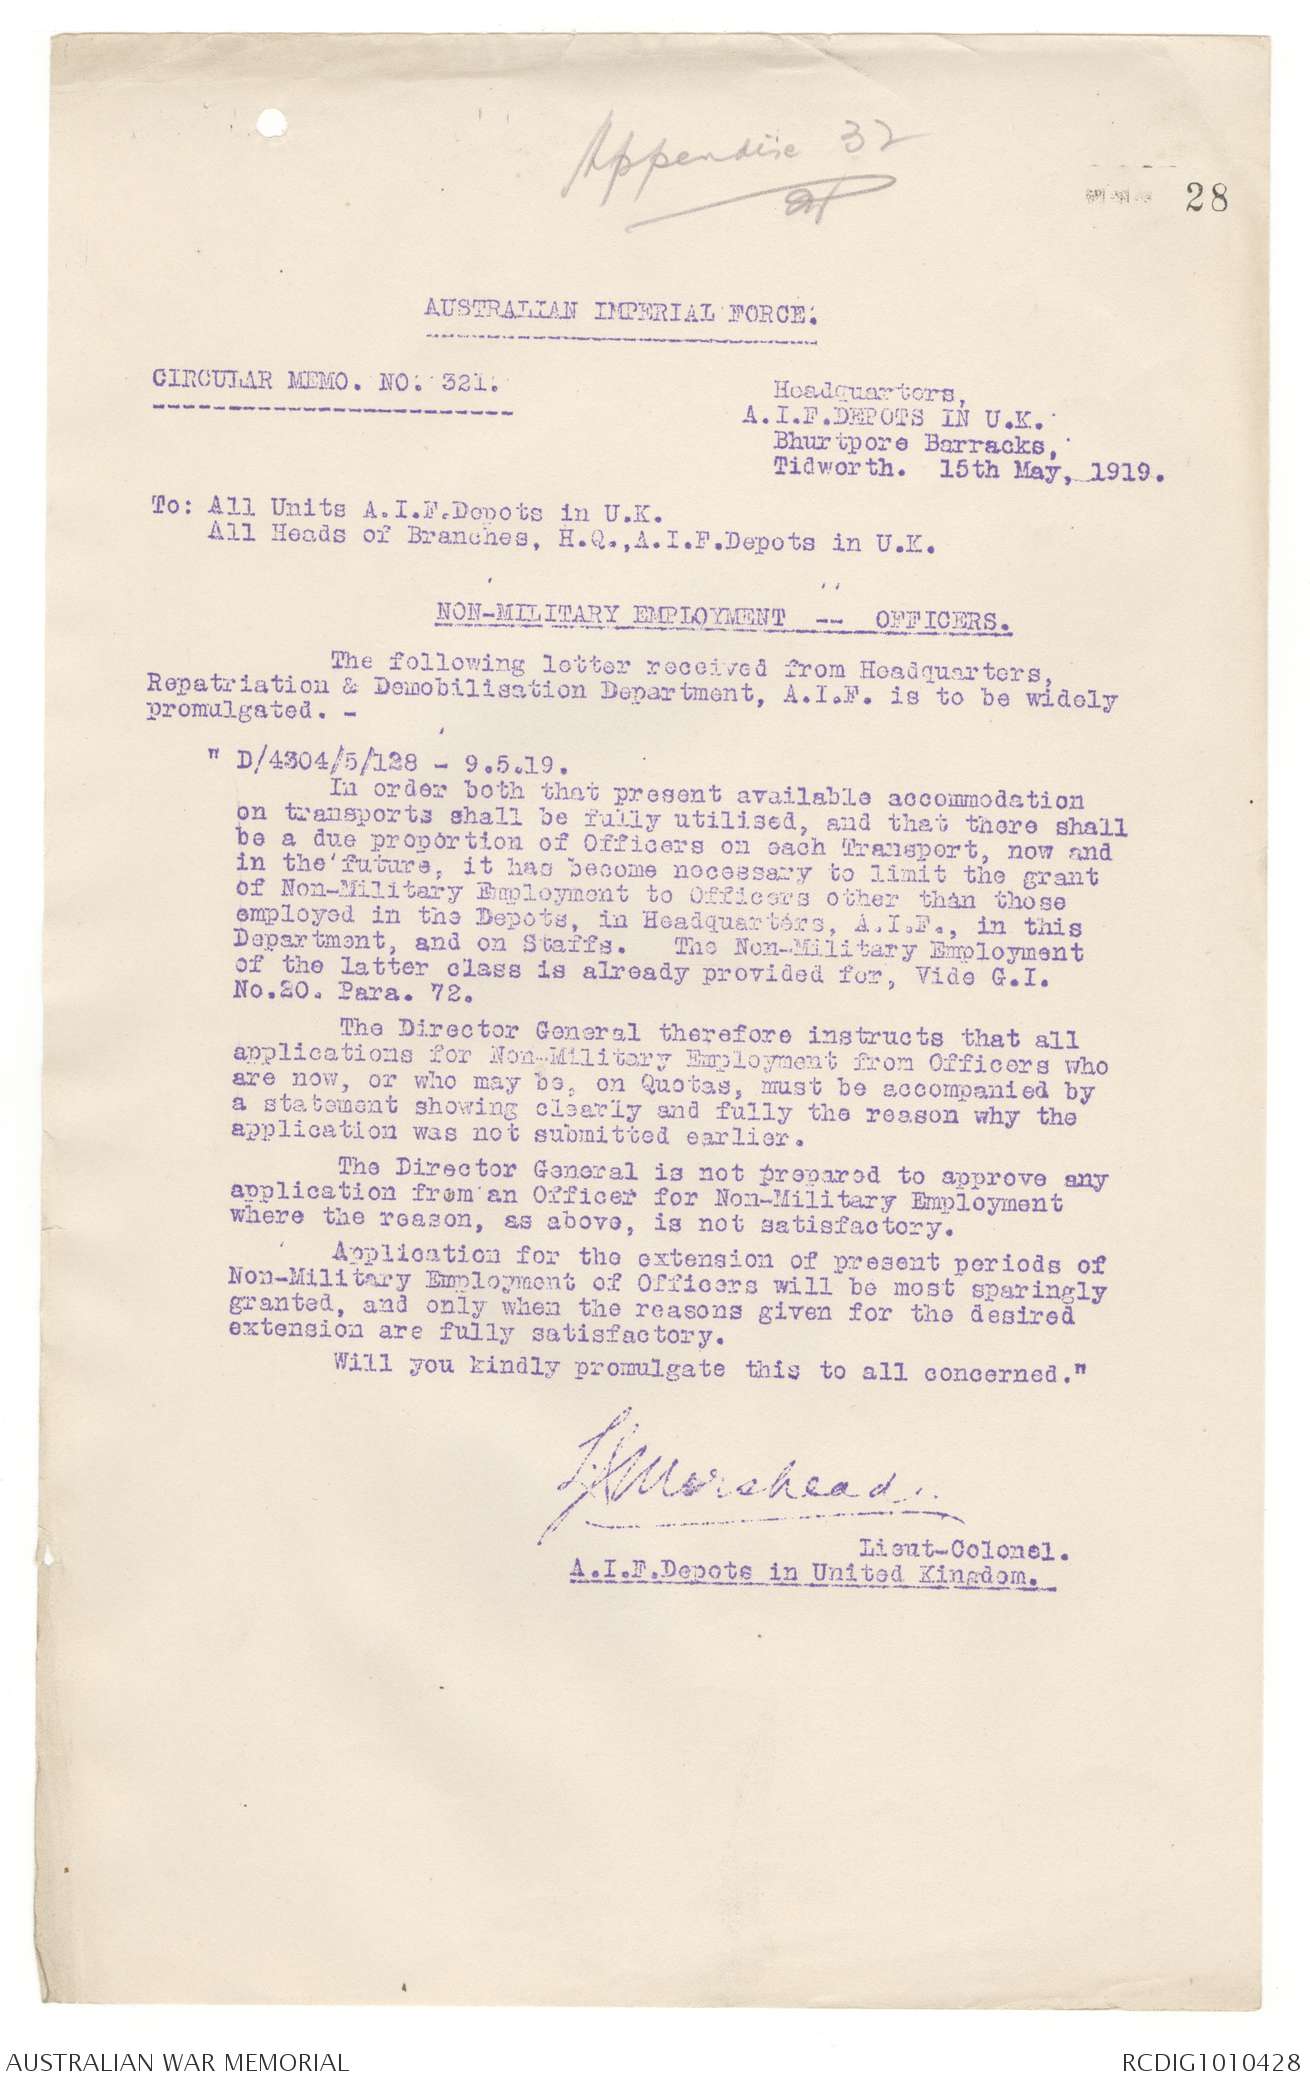 Appendix 32
28
AUSTRALIAN IMPERIAL FORCE.
CIRCULAR MEMO. NO. 321.
Headquarters,
A.I.F.DEPOTS IN U.K.
Bhurtpore Barracks,
Tidworth. 15th May, 1919.
To: All Units A.I.F.Depots in U.K.
All Heads of Branches, H.Q.,A.I.F.Depots in U.K.
NON-MILITARY EMPLOYMENT -- OFFICERS.
The following letter received from Headquarters,
Repatriation & Demobilisation Department, A.I.F. is to be widely
promulgated. -
" D/4304/5/128 - 9.5.19.
In order both that present available accommodation
on transports shall be fully utilised, and that there shall
be a due proportion of Officers on each Transport, now and
in the future, it has become necessary to limit the grant
of Non-Military Employment to Officers other than those
employed in the Depots, in Headquarters, A.I.F., in this
Department, and on Staffs. The Non-Military Employment
of the latter class is already provided for, Vide G.I.
No.20. Para. 72.
The Director General therefore instructs that all
applications for Non-Military Employment from Officers who
are now, or who may be, on Quotas, must be accompanied by
a statement showing clearly and fully the reason why the
application was not submitted earlier.
The Director General is not prepared to approve any
application from an Officer for Non-Military Employment
where the reason, as above, is not satisfactory.
Application for the extension of present periods of
Non-Military Employment of Officers will be most sparingly
granted, and only when the reasons given for the desired
extension are fully satisfactory.
Will you kindly promulgate this to all concerned."
Morshead
Lieut-Colonel.
A.I.F.Depots in United Kingdom.
AUSTRALIAN WAR MEMORIAL
RCDIG1010428